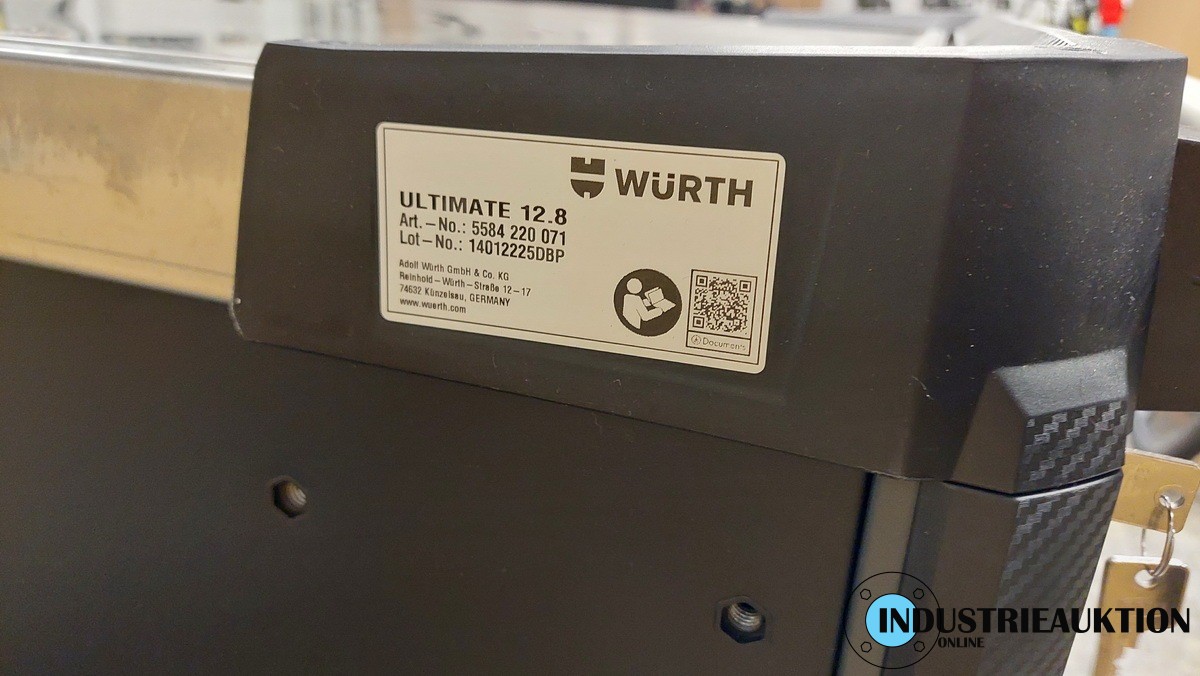 WÜRTH
ULTIMATE 12.8
Art.–No.: 5584 220 071
Lot–No.: 14012225DBP
Adolf Würth GmbH & Co. KG
Reinhold–Würth–Straße 12–17
74632 Künzelsau, GERMANY
www.wuerth.com
Documents
INDUSTRIEAUKTION
ONLINE